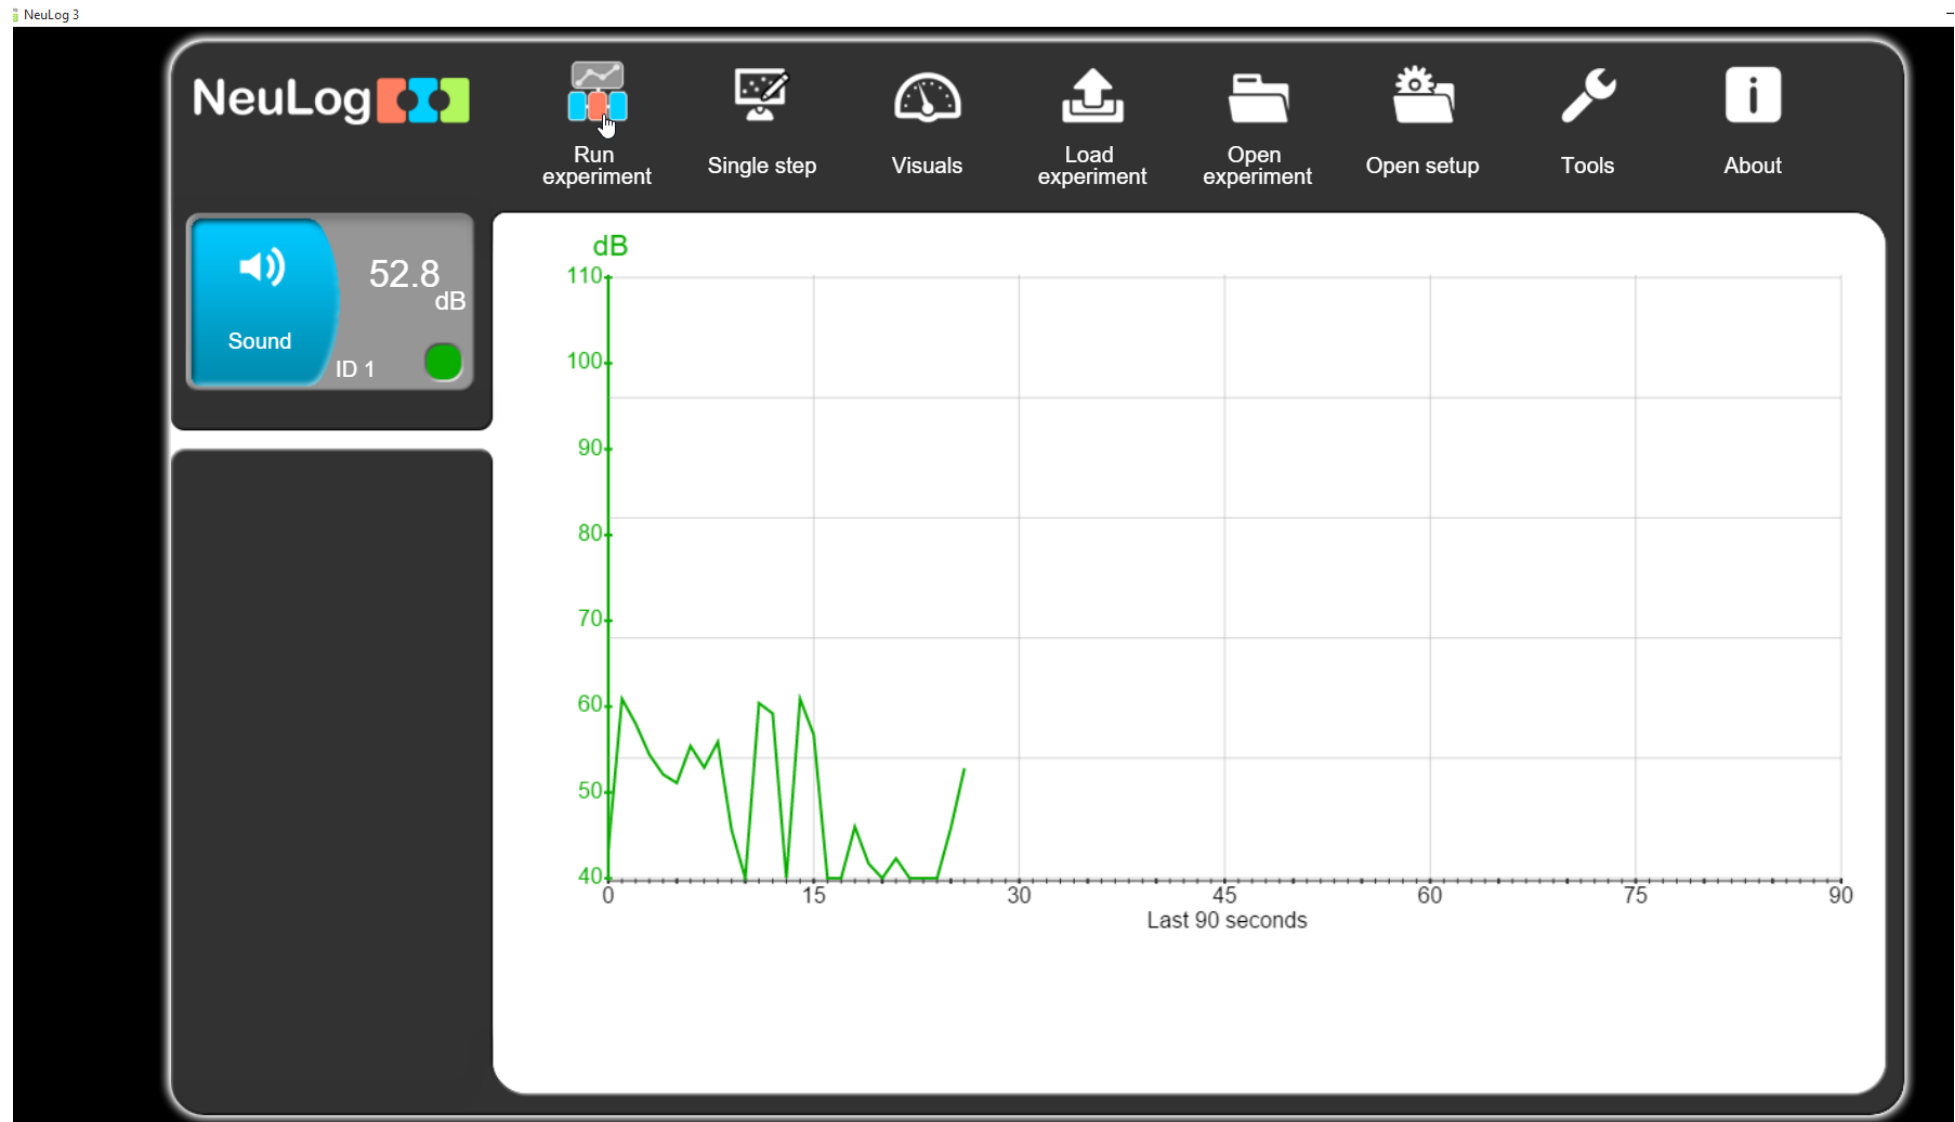 NeuLog 3
NeuLog
Run
experiment
Single step
Visuals
Load
experiment
Open
experiment
Open setup
Tools
i
About
Sound
52.8
dB
ID 1
dB
110
100
90
80
70
60
50
40
0 15 30 45 60 75 90
Last 90 seconds